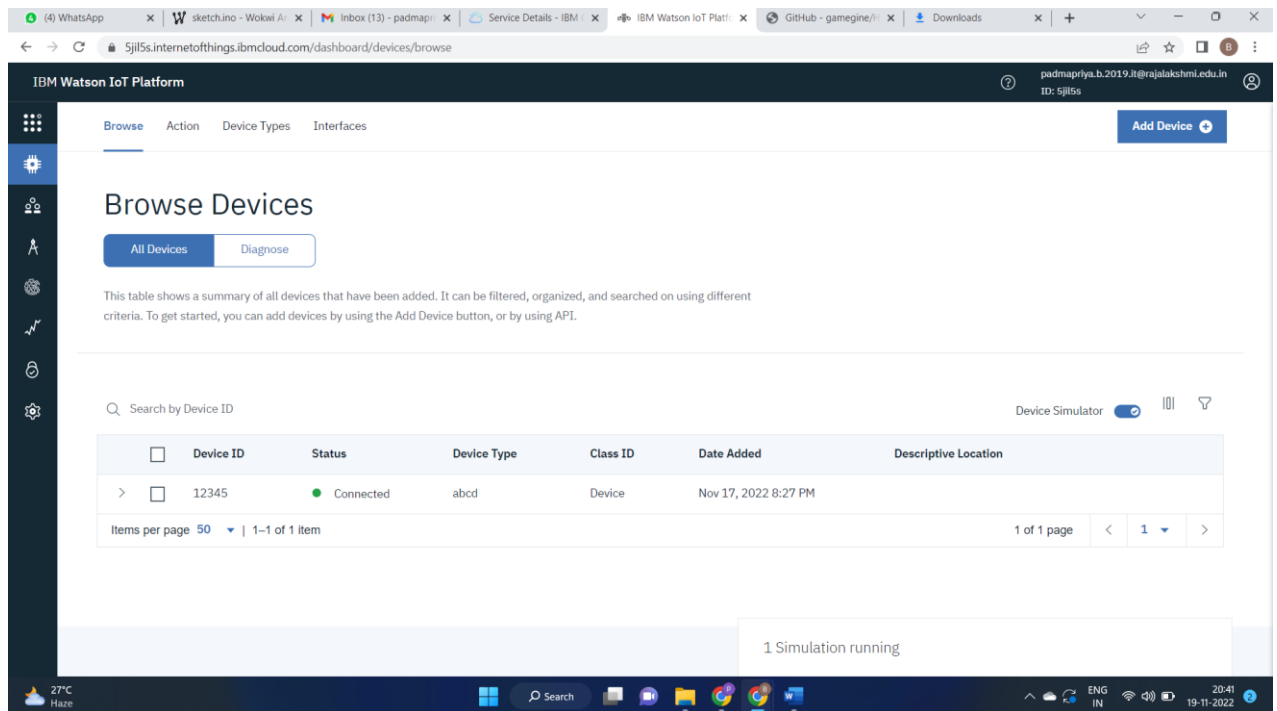 (4) WhatsApp
sketch.ino - Wokwi Ar
Inbox (13) - padmapri
Service Details - IBM C
IBM Watson IoT Platfo
GitHub - gamegine/H
Downloads
5jil5s.internetofthings.ibmcloud.com/dashboard/devices/browse
B
IBM Watson IoT Platform
padmapriya.b.2019.it@rajalakshmi.edu.in
ID: 5jil5s
Browse Action Device Types Interfaces
Add Device
Browse Devices
All Devices Diagnose
This table shows a summary of all devices that have been added. It can be filtered, organized, and searched on using different
criteria. To get started, you can add devices by using the Add Device button, or by using API.
Search by Device ID
Device Simulator
Device ID Status Device Type Class ID Date Added Descriptive Location
12345 Connected abcd Device Nov 17, 2022 8:27 PM
Items per page 50 | 1–1 of 1 item
1 of 1 page < 1 >
1 Simulation running
27°C
Haze
Search
ENG
IN
20:41
19-11-2022
2